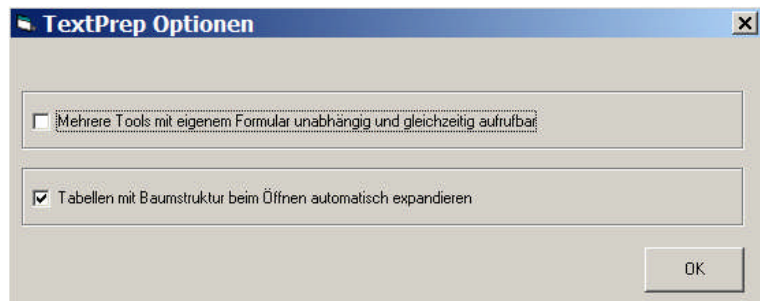 TextPrep Optionen
Mehrere Tools mit eigenem Formular unabhängig und gleichzeitig aufrufbar
Tabellen mit Baumstruktur beim Öffnen automatisch expandieren
OK